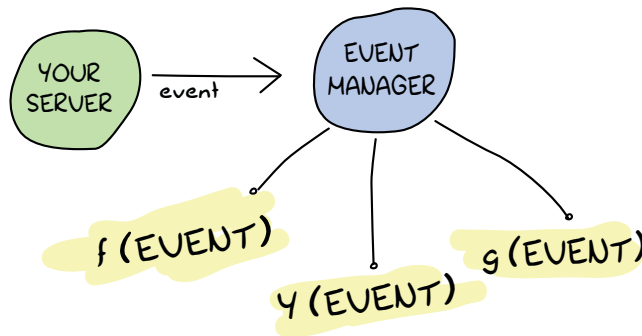 YOUR
SERVER
event
EVENT
MANAGER
f (EVENT)
y (EVENT)
g (EVENT)